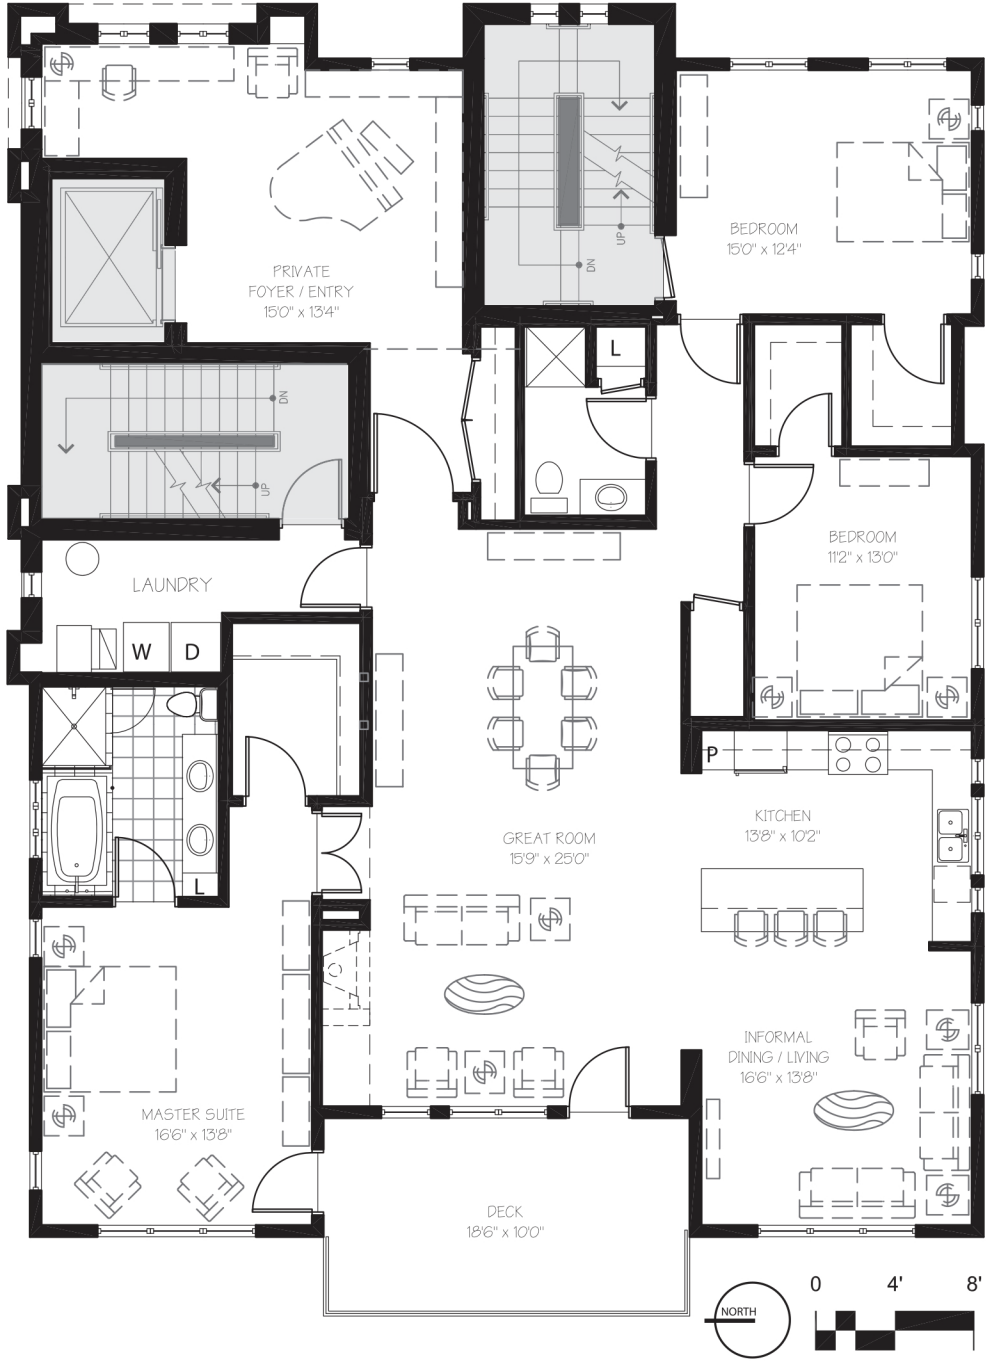 UP
DN
BEDROOM
15'0" x 12'4"
PRIVATE
FOYER / ENTRY
15'0" x 13'4"
L
DN
UP
BEDROOM
11'2" x 13'0"
LAUNDRY
W
D
P
KITCHEN
13'8" x 10'2"
GREAT ROOM
15'9" x 25'0"
L
INFORMAL
DINING / LIVING
16'6" x 13'8"
MASTER SUITE
16'6" x 13'8"
DECK
18'6" x 10'0"
0 4' 8'
NORTH